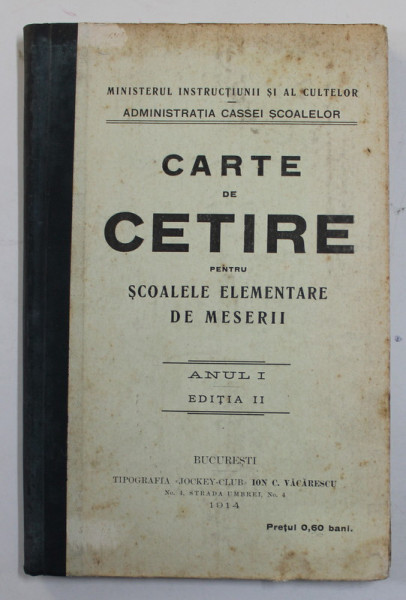 MINISTERUL INSTRUCȚIUNII ȘI AL CULTELOR
ADMINISTRAȚIA CASSEI ȘCOALELOR
CARTE
DE
CETIRE
PENTRU
ȘCOALELE ELEMENTARE
DE MESERII
ANUL I
EDIȚIA II
BUCUREȘTI
TIPOGRAFIA «JOCKEY-CLUB» ION C. VĂCĂRESCU
No. 4, STRADA UMBREI, No. 4
1914
Prețul 0,60 bani.